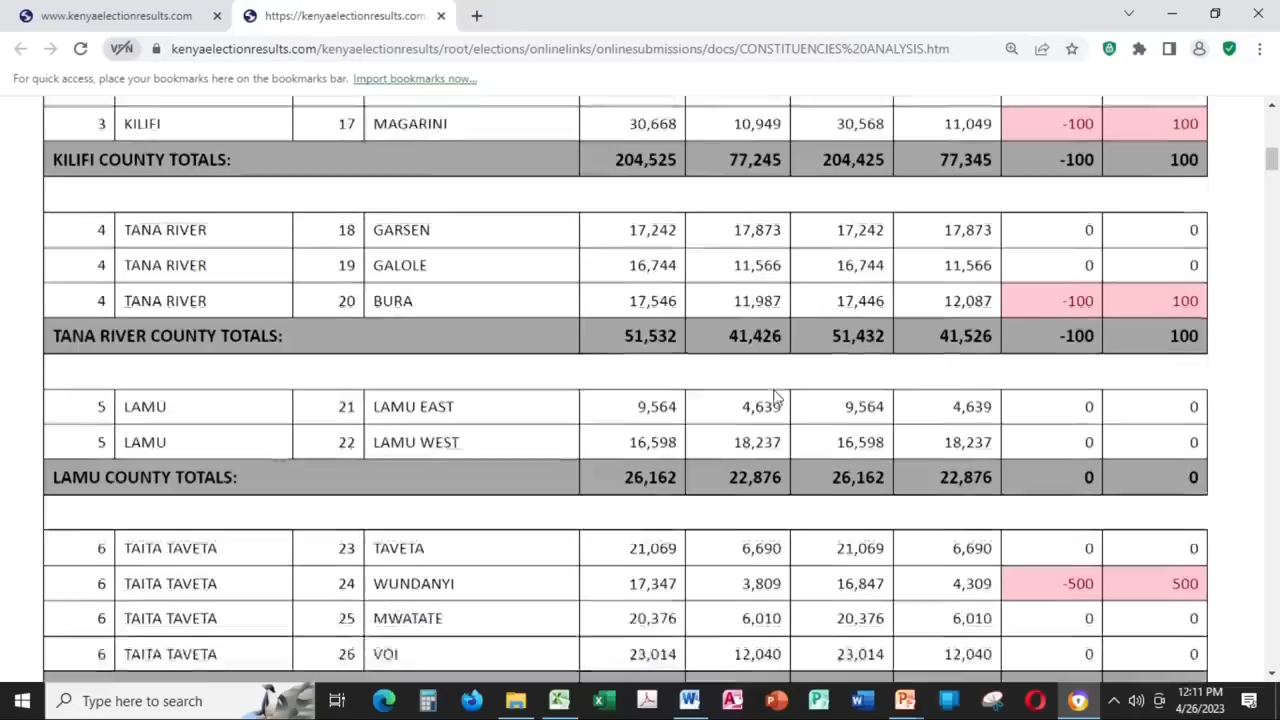 www.kenyaelectionresults.com
https://kenyaelectionresults.com
VPN kenyaelectionresults.com/kenyaelectionresults/root/elections/onlinelinks/onlinesubmissions/docs/CONSTITUENCIES%20ANALYSIS.htm
For quick access, place your bookmarks here on the bookmarks bar. Import bookmarks now...
3 KILIFI 17 MAGARINI 30,668 10,949 30,568 11,049 -100 100
KILIFI COUNTY TOTALS: 204,525 77,245 204,425 77,345 -100 100
4 TANA RIVER 18 GARSEN 17,242 17,873 17,242 17,873 0 0
4 TANA RIVER 19 GALOLE 16,744 11,566 16,744 11,566 0 0
4 TANA RIVER 20 BURA 17,546 11,987 17,446 12,087 -100 100
TANA RIVER COUNTY TOTALS: 51,532 41,426 51,432 41,526 -100 100
5 LAMU 21 LAMU EAST 9,564 4,639 9,564 4,639 0 0
5 LAMU 22 LAMU WEST 16,598 18,237 16,598 18,237 0 0
LAMU COUNTY TOTALS: 26,162 22,876 26,162 22,876 0 0
6 TAITA TAVETA 23 TAVETA 21,069 6,690 21,069 6,690 0 0
6 TAITA TAVETA 24 WUNDANYI 17,347 3,809 16,847 4,309 -500 500
6 TAITA TAVETA 25 MWATATE 20,376 6,010 20,376 6,010 0 0
6 TAITA TAVETA 26 VOI 23,014 12,040 23,014 12,040 0 0
Type here to search
12:11 PM
4/26/2023